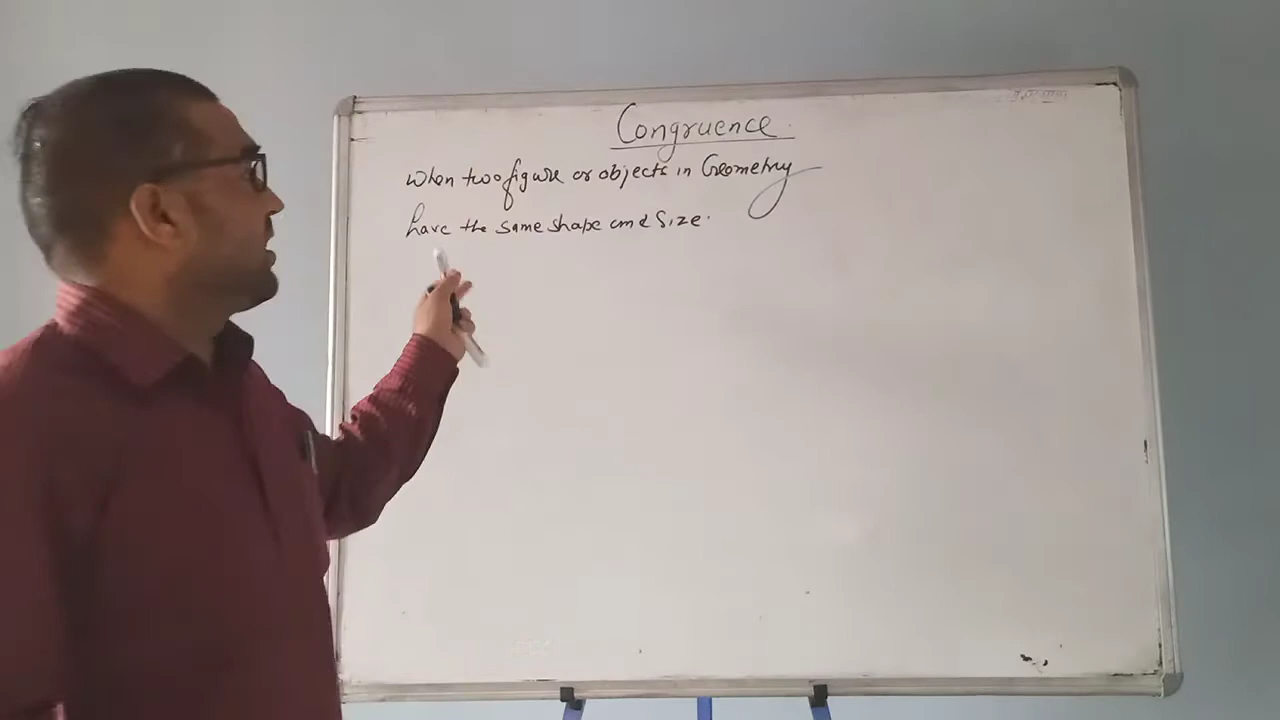 Congruence.
When two figure or objects in Geometry
have the same shape and Size.